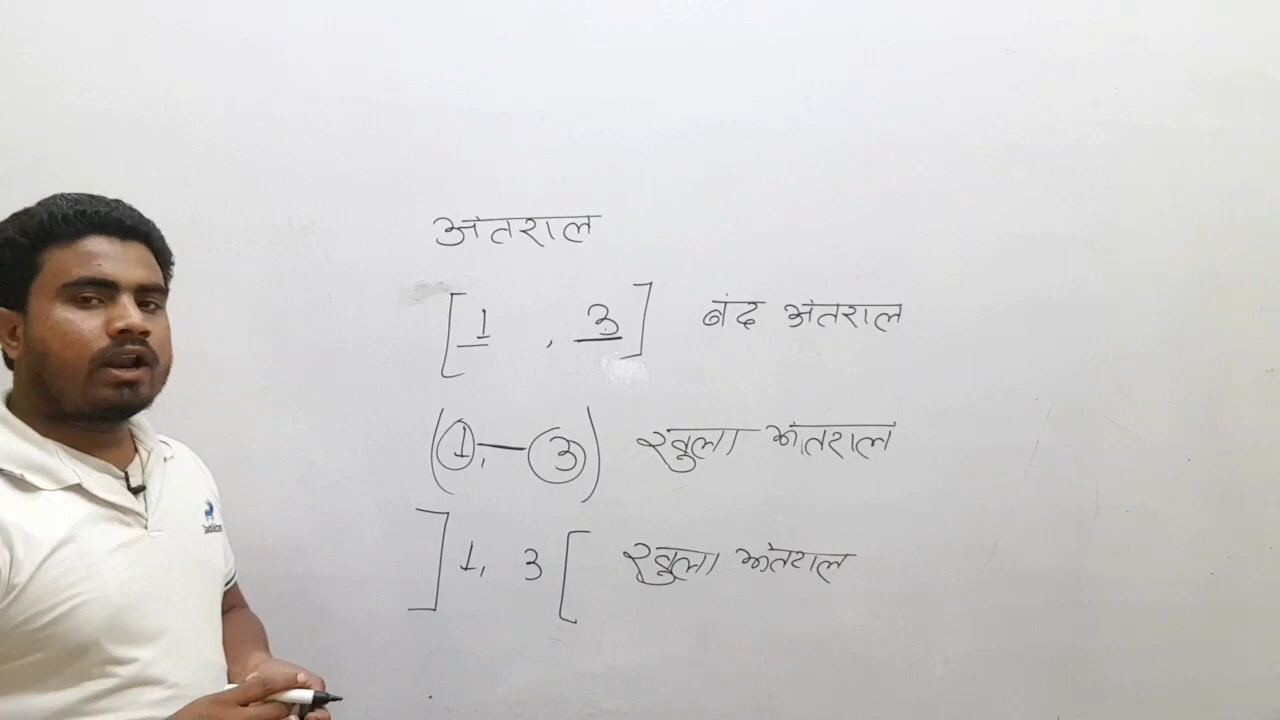 अंतराल
[1 , 3] बंद अंतराल
(1, — 3) खुला अंतराल
]1, 3[ खुला अंतराल